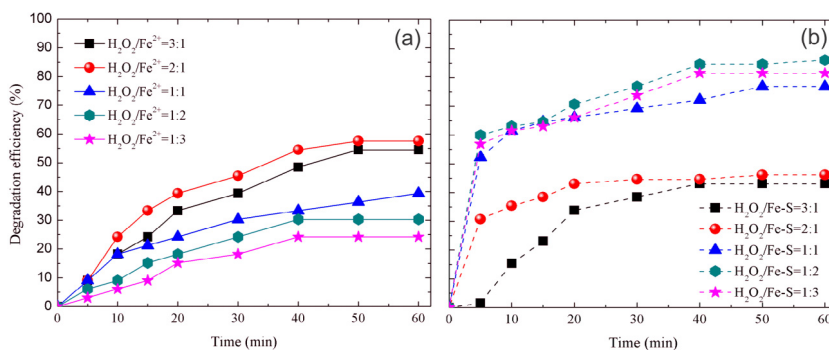 (a)
H₂O₂/Fe²⁺=3:1
H₂O₂/Fe²⁺=2:1
H₂O₂/Fe²⁺=1:1
H₂O₂/Fe²⁺=1:2
H₂O₂/Fe²⁺=1:3
100
90
80
70
60
50
40
30
20
10
0
Degradation efficiency (%)
0 10 20 30 40 50 60
Time (min)
(b)
H₂O₂/Fe-S=3:1
H₂O₂/Fe-S=2:1
H₂O₂/Fe-S=1:1
H₂O₂/Fe-S=1:2
H₂O₂/Fe-S=1:3
0 10 20 30 40 50 60
Time (min)